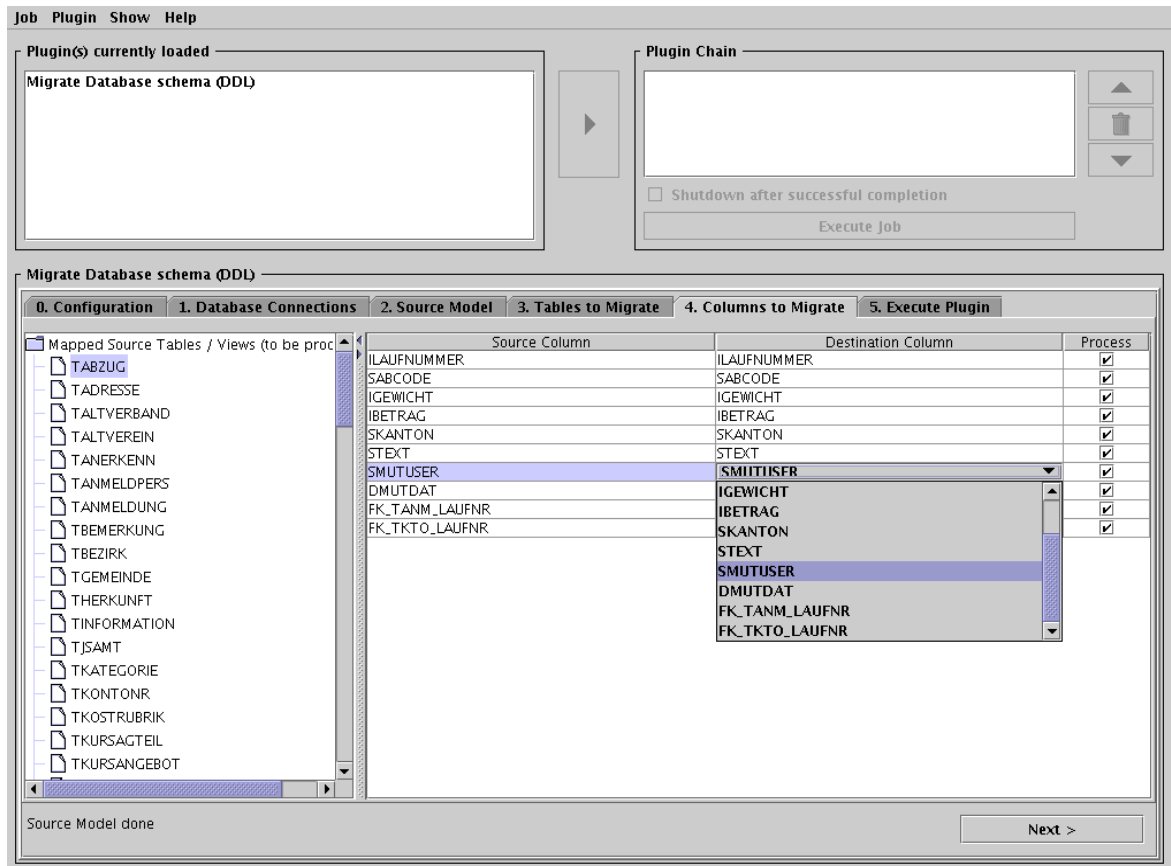 Job Plugin Show Help
Plugin(s) currently loaded
Migrate Database schema (DDL)
Plugin Chain
Shutdown after successful completion
Execute Job
Migrate Database schema (DDL)
0. Configuration 1. Database Connections 2. Source Model 3. Tables to Migrate 4. Columns to Migrate 5. Execute Plugin
Mapped Source Tables / Views (to be proc
TABZUG
TADRESSE
TALTVERBAND
TALTVEREIN
TANERKENN
TANMELDPERS
TANMELDUNG
TBEMERKUNG
TBEZIRK
TGEMEINDE
THERKUNFT
TINFORMATION
TJSAMT
TKATEGORIE
TKONTONR
TKOSTRUBRIK
TKURSAGTEIL
TKURSANGEBOT
Source Column Destination Column Process
ILAUFNUMMER ILAUFNUMMER
SABCODE SABCODE
IGEWICHT IGEWICHT
IBETRAG IBETRAG
SKANTON SKANTON
STEXT STEXT
SMUTUSER SMUTUSER
DMUTDAT
FK_TANM_LAUFNR
FK_TKTO_LAUFNR
IGEWICHT
IBETRAG
SKANTON
STEXT
SMUTUSER
DMUTDAT
FK_TANM_LAUFNR
FK_TKTO_LAUFNR
Source Model done
Next >